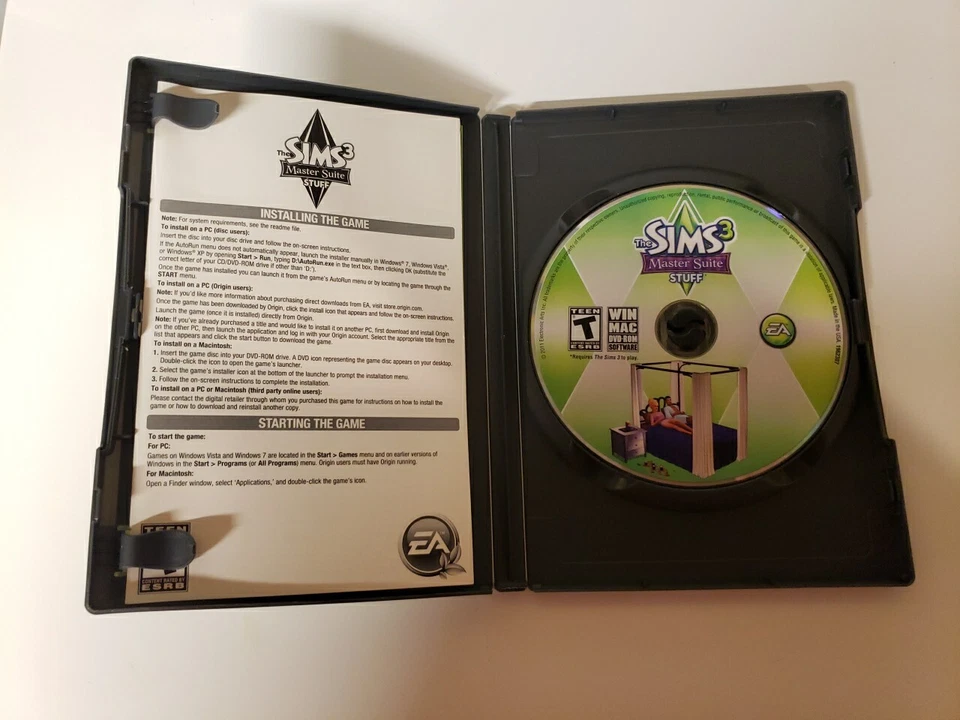 The SIMS 3
Master Suite
STUFF
INSTALLING THE GAME
Note: For system requirements, see the readme file.
To install on a PC (disc users):
Insert the disc into your disc drive and follow the on-screen instructions.
If the AutoRun menu does not automatically appear, launch the installer manually in Windows® 7, Windows Vista®,
or Windows® XP by opening Start > Run, typing D:\AutoRun.exe in the text box, then clicking OK (substitute the
correct letter of your CD/DVD-ROM drive if other than 'D:').
Once the game has installed you can launch it from the game's AutoRun menu or by locating the game through the
START menu.
To install on a PC (Origin users):
Note: If you'd like more information about purchasing direct downloads from EA, visit store.origin.com.
Once the game has been downloaded by Origin, click the install icon that appears and follow the on-screen instructions.
Launch the game (once it is installed) directly from Origin.
Note: If you've already purchased a title and would like to install it on another PC, first download and install Origin
on the other PC, then launch the application and log in with your Origin account. Select the appropriate title from the
list that appears and click the start button to download the game.
To install on a Macintosh:
1. Insert the game disc into your DVD-ROM drive. A DVD icon representing the game disc appears on your desktop.
Double-click the icon to open the game's launcher.
2. Select the game's installer icon at the bottom of the launcher to prompt the installation menu.
3. Follow the on-screen instructions to complete the installation.
To install on a PC or Macintosh (third party online users):
Please contact the digital retailer through whom you purchased this game for instructions on how to install the
game or how to download and reinstall another copy.
STARTING THE GAME
To start the game:
For PC:
Games on Windows Vista and Windows 7 are located in the Start > Games menu and on earlier versions of
Windows in the Start > Programs (or All Programs) menu. Origin users must have Origin running.
For Macintosh:
Open a Finder window, select 'Applications,' and double-click the game's icon.
TEEN
CONTENT RATED BY
ESRB
EA
The SIMS 3
Master Suite
STUFF
TEEN
T
ESRB
WIN
MAC
DVD-ROM
SOFTWARE
*Requires The Sims 3 to play.
EA
© 2011 Electronic Arts Inc. All
Made in the USA.